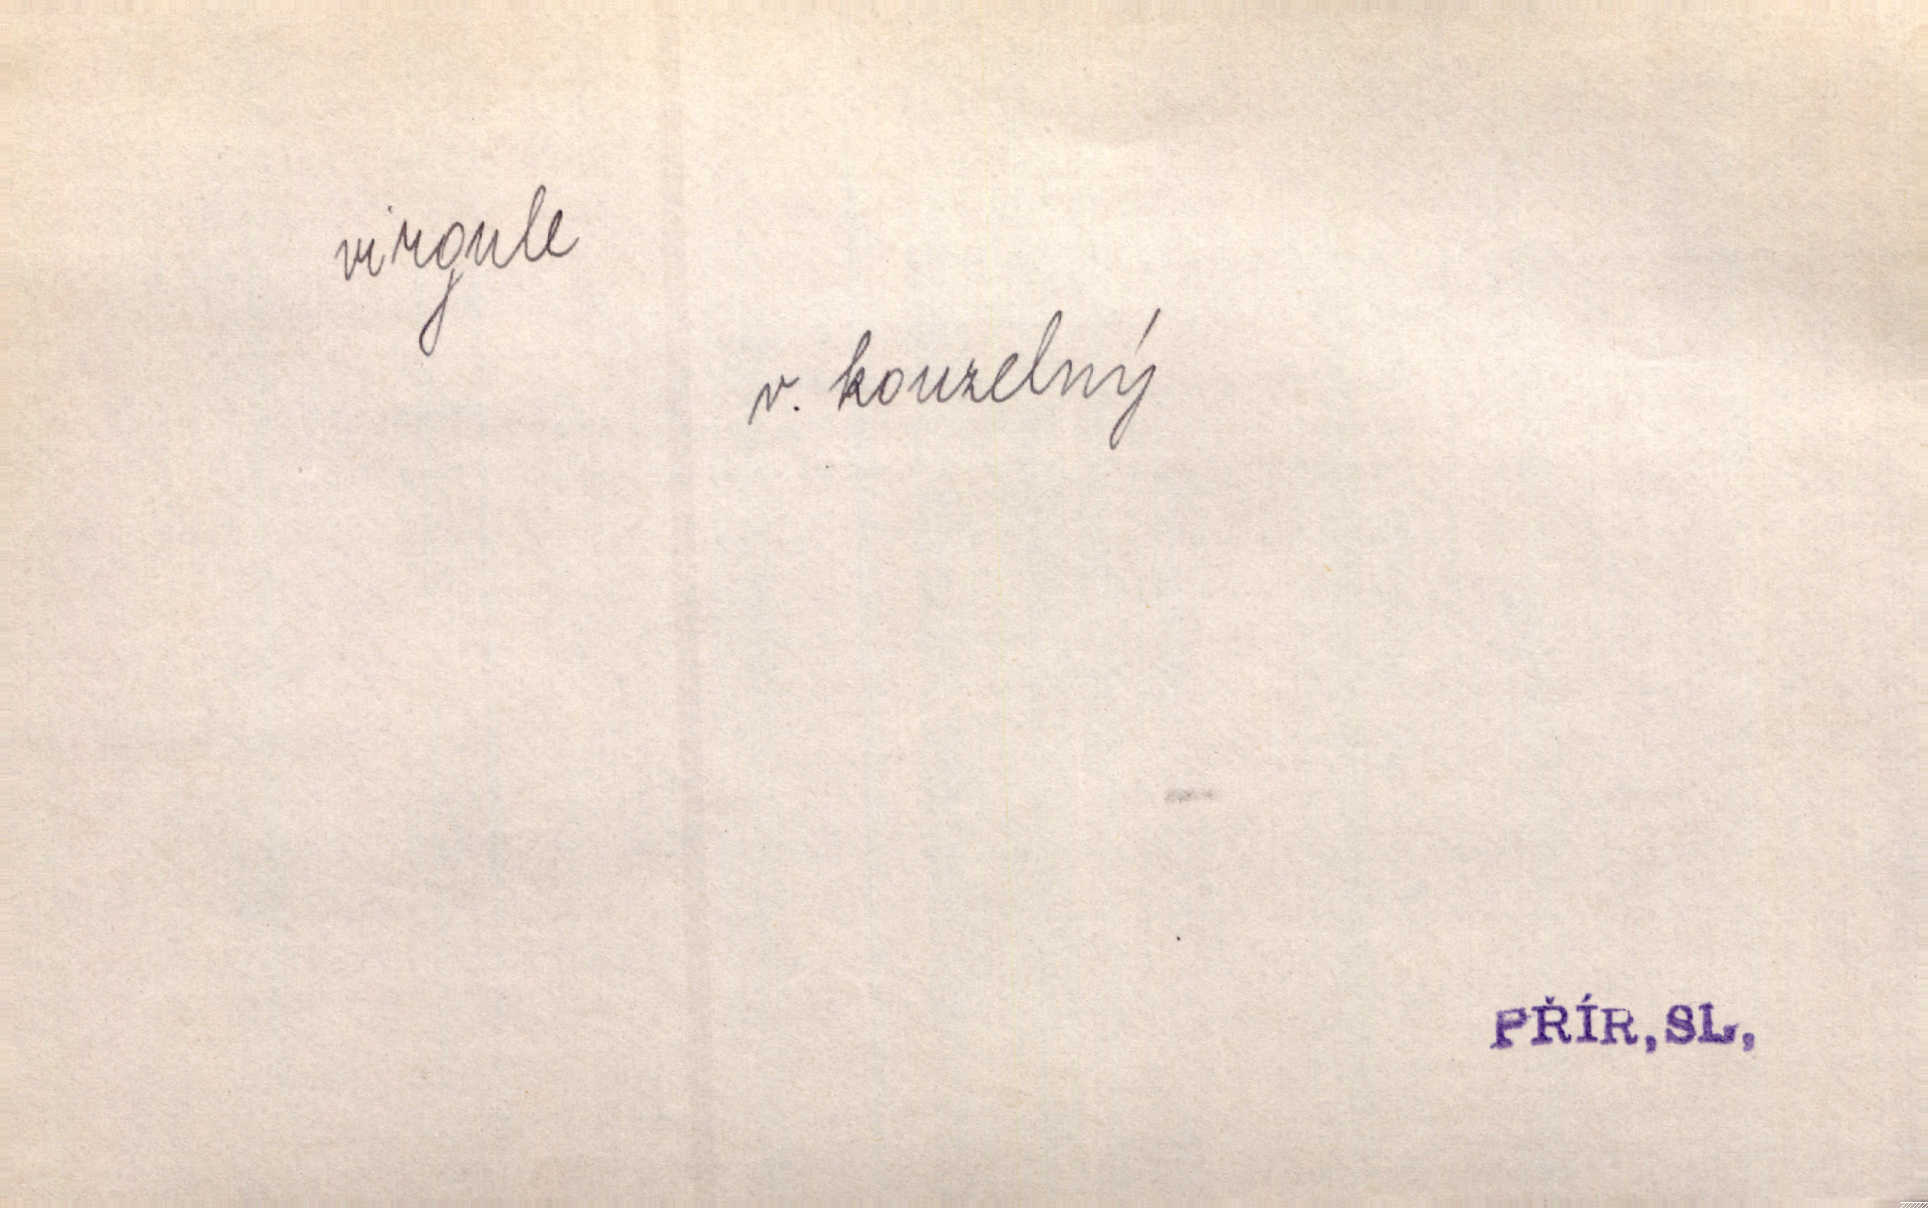 virgule
v. kouzelný
PŘÍR, SL,